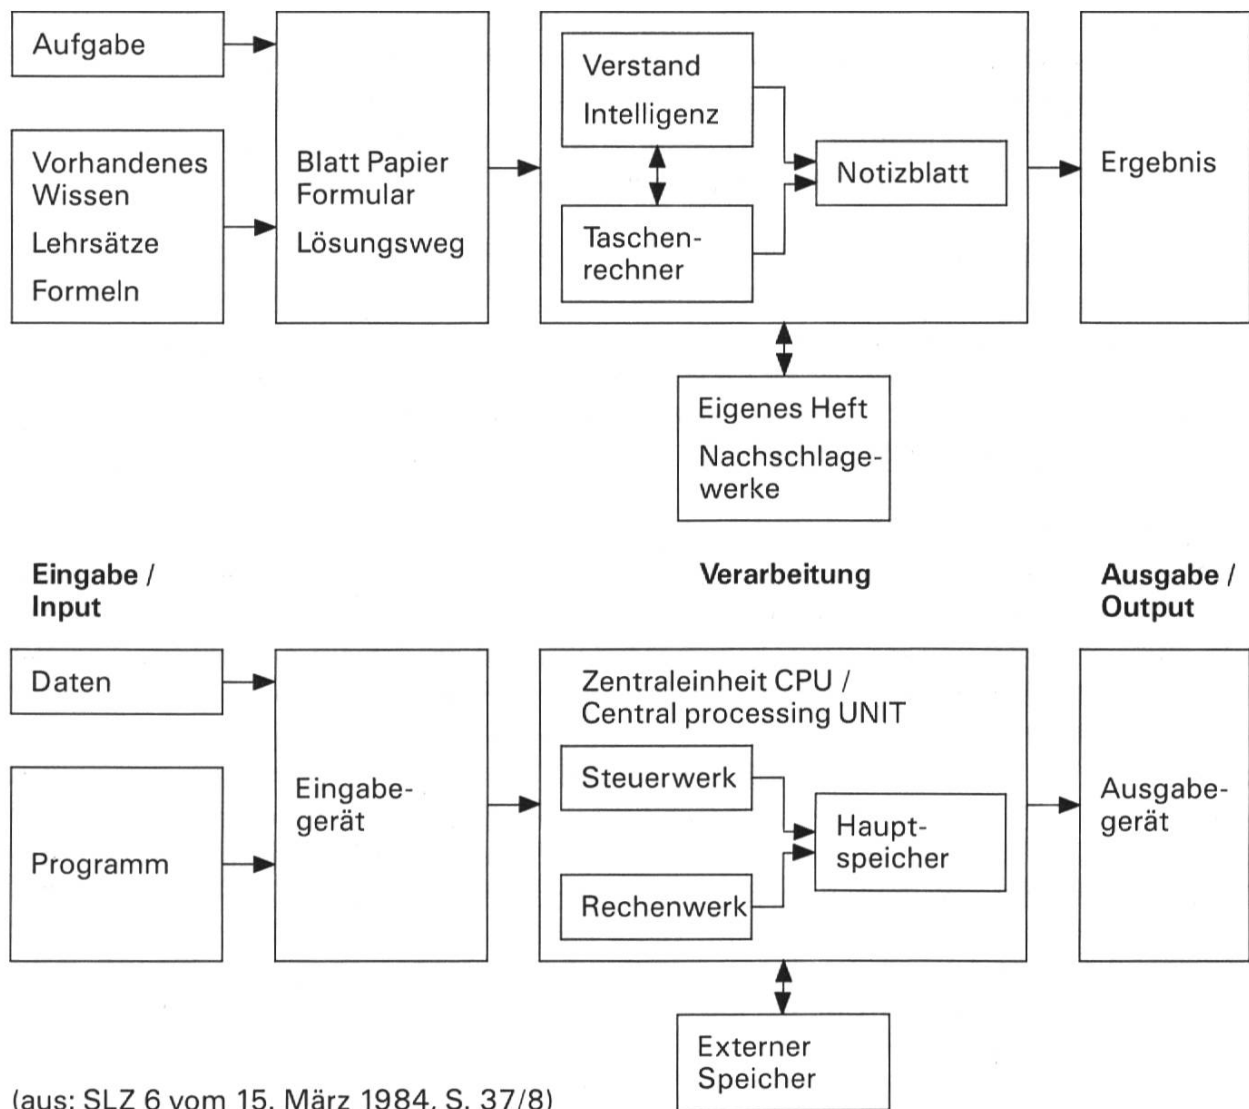 Aufgabe
Vorhandenes
Wissen
Lehrsätze
Formeln
Blatt Papier
Formular
Lösungsweg
Verstand
Intelligenz
Taschen-
rechner
Notizblatt
Ergebnis
Eigenes Heft
Nachschlage-
werke
Eingabe /
Input
Verarbeitung
Ausgabe /
Output
Daten
Programm
Eingabe-
gerät
Zentraleinheit CPU /
Central processing UNIT
Steuerwerk
Rechenwerk
Haupt-
speicher
Ausgabe-
gerät
Externer
Speicher
(aus: SLZ 6 vom 15. März 1984, S. 37/8)